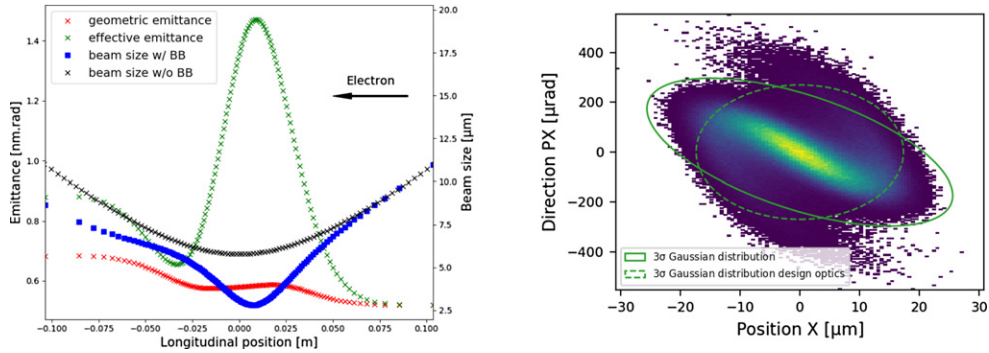 geometric emittance
effective emittance
beam size w/ BB
beam size w/o BB
Electron
Emittance [nm.rad]
1.4
1.2
1.0
0.8
0.6
Beam size [μm]
20.0
17.5
15.0
12.5
10.0
7.5
5.0
2.5
-0.100
-0.075
-0.050
-0.025
0.000
0.025
0.050
0.075
0.100
Longitudinal position [m]
Direction PX [μrad]
400
200
0
−200
−400
3σ Gaussian distribution
3σ Gaussian distribution design optics
−30
−20
−10
0
10
20
30
Position X [μm]